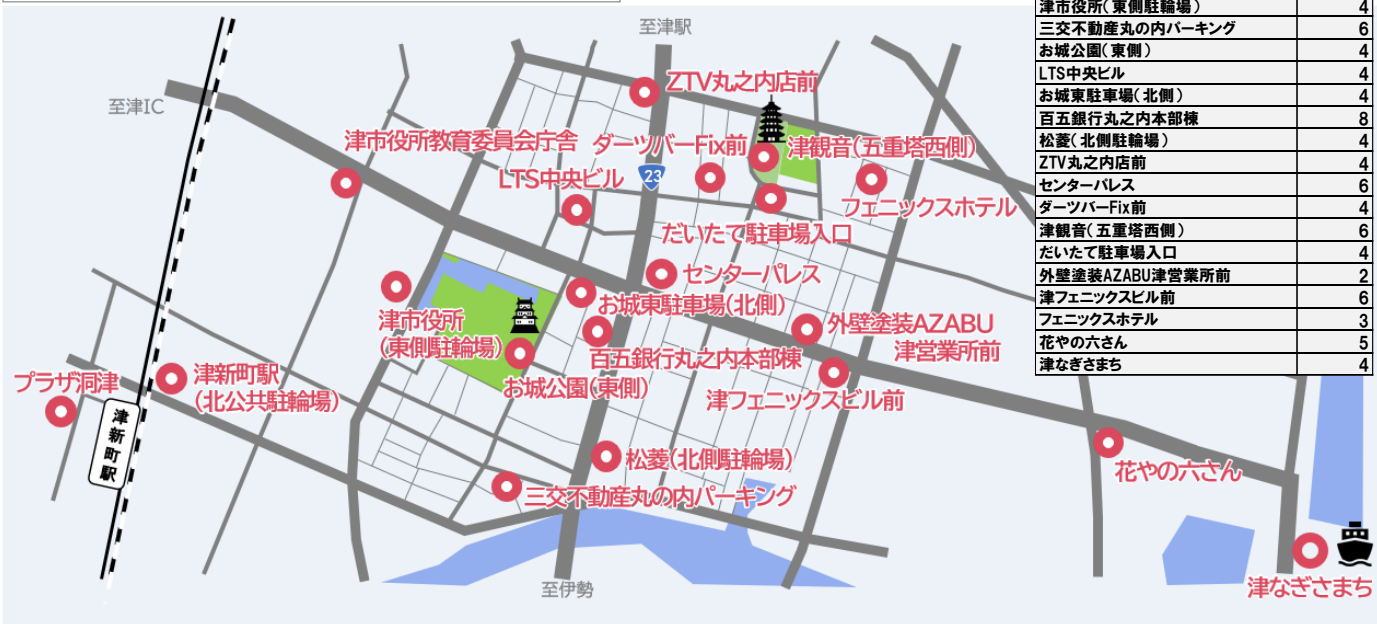 至津駅
ZTV丸之内店前
至津IC
津市役所教育委員会庁舎
ダーツバーFix前
津観音(五重塔西側)
LTS中央ビル
23
フェニックスホテル
だいたて駐車場入口
センターパレス
お城東駐車場(北側)
津市役所
(東側駐輪場)
外壁塗装AZABU
津営業所前
百五銀行丸之内本部棟
お城公園(東側)
津フェニックスビル前
プラザ洞津
津新町駅
(北公共駐輪場)
津新町駅
松菱(北側駐輪場)
花やの六さん
三交不動産丸の内パーキング
至伊勢
津なぎさまち
津市役所(東側駐輪場) 4
三交不動産丸の内パーキング 6
お城公園(東側) 4
LTS中央ビル 4
お城東駐車場(北側) 4
百五銀行丸之内本部棟 8
松菱(北側駐輪場) 4
ZTV丸之内店前 4
センターパレス 6
ダーツバーFix前 4
津観音(五重塔西側) 6
だいたて駐車場入口 4
外壁塗装AZABU津営業所前 2
津フェニックスビル前 6
フェニックスホテル 3
花やの六さん 5
津なぎさまち 4